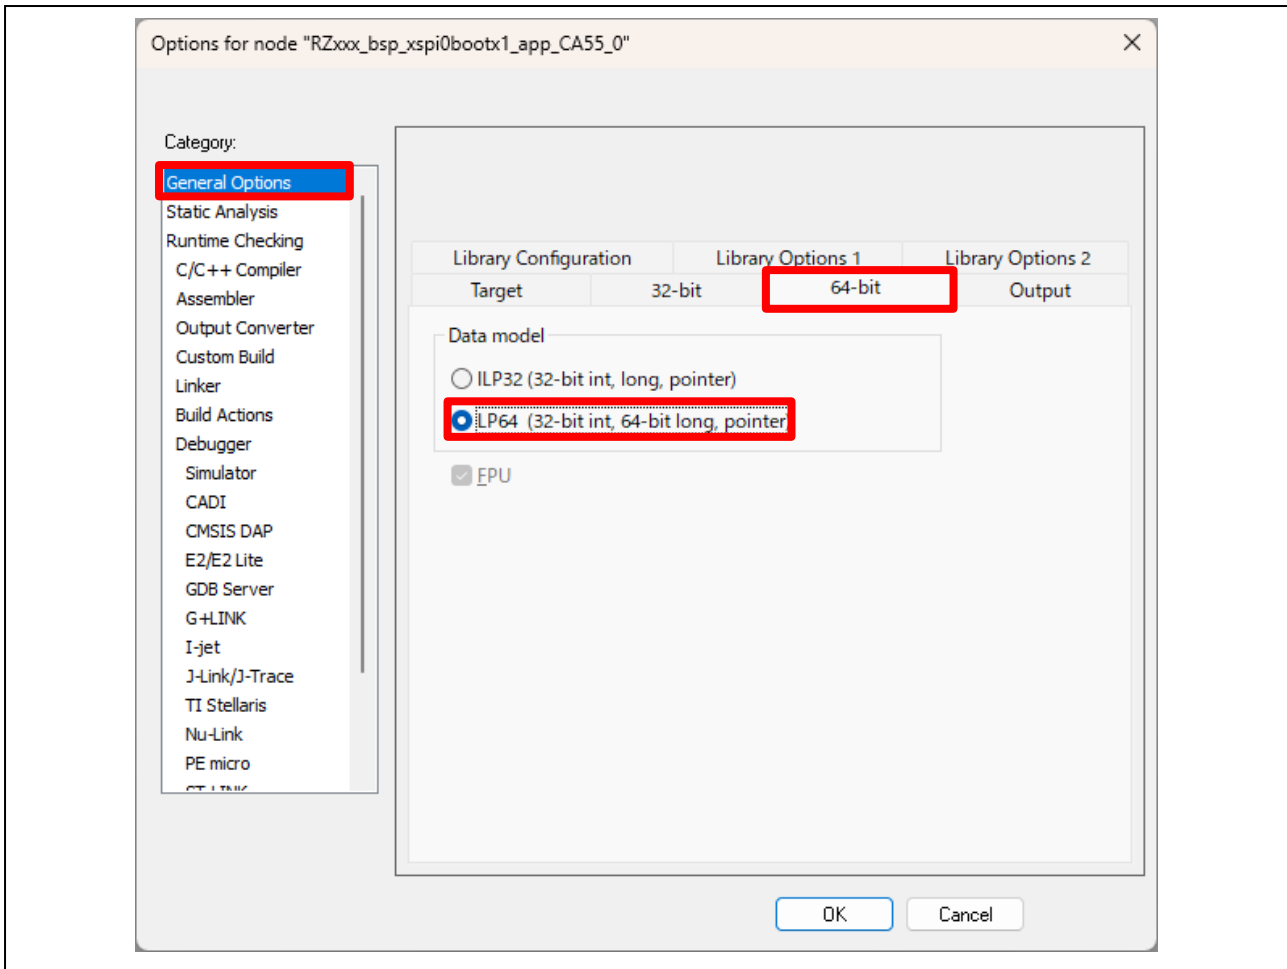 Options for node "RZxxx_bsp_xspi0bootx1_app_CA55_0"
Category:
General Options
Static Analysis
Runtime Checking
C/C++ Compiler
Assembler
Output Converter
Custom Build
Linker
Build Actions
Debugger
Simulator
CADI
CMSIS DAP
E2/E2 Lite
GDB Server
G+LINK
I-jet
J-Link/J-Trace
TI Stellaris
Nu-Link
PE micro
ST-LINK
Library Configuration Library Options 1 Library Options 2
Target 32-bit 64-bit Output
Data model
ILP32 (32-bit int, long, pointer)
LP64 (32-bit int, 64-bit long, pointer)
FPU
OK Cancel